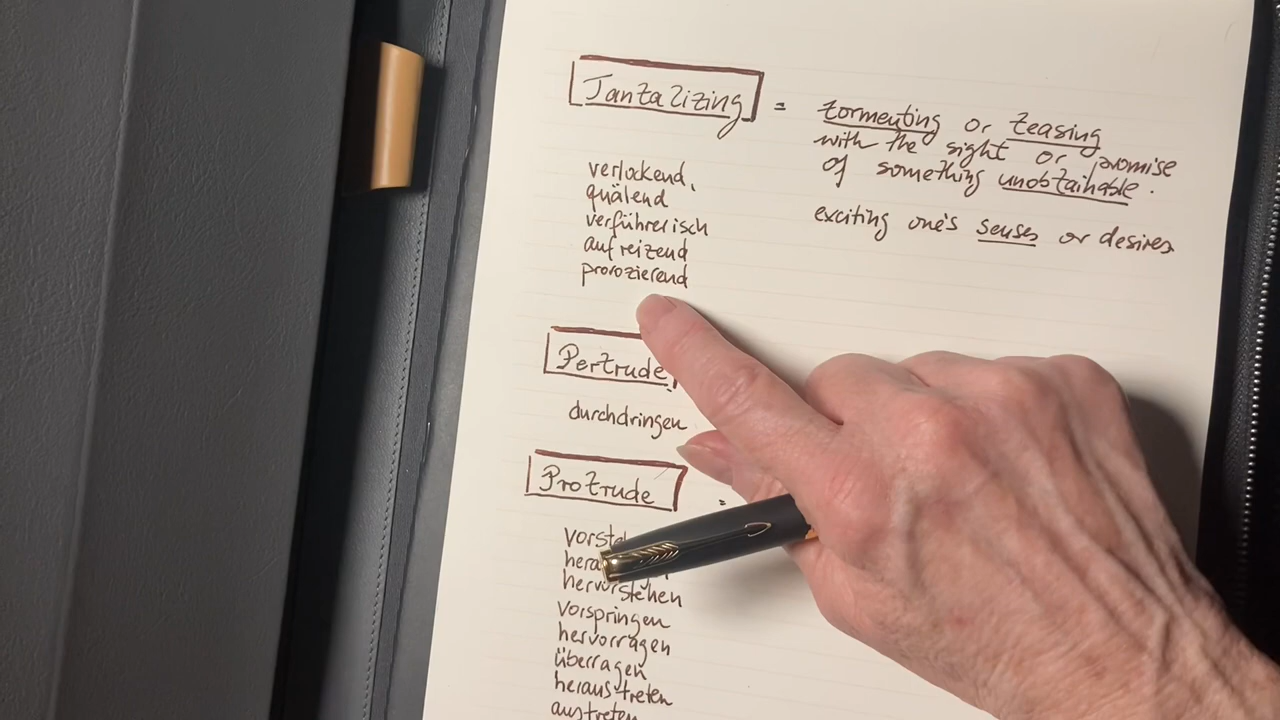 Tantalizing = tormenting or teasing
with the sight or promise
of something unobtainable.
exciting one's senses or desires
verlockend,
quälend
verführerisch
aufreizend
provozierend
Pertrude
durchdringen
Protrude =
hervorstehen
vorspringen
hervorragen
überragen
heraustreten
austreten